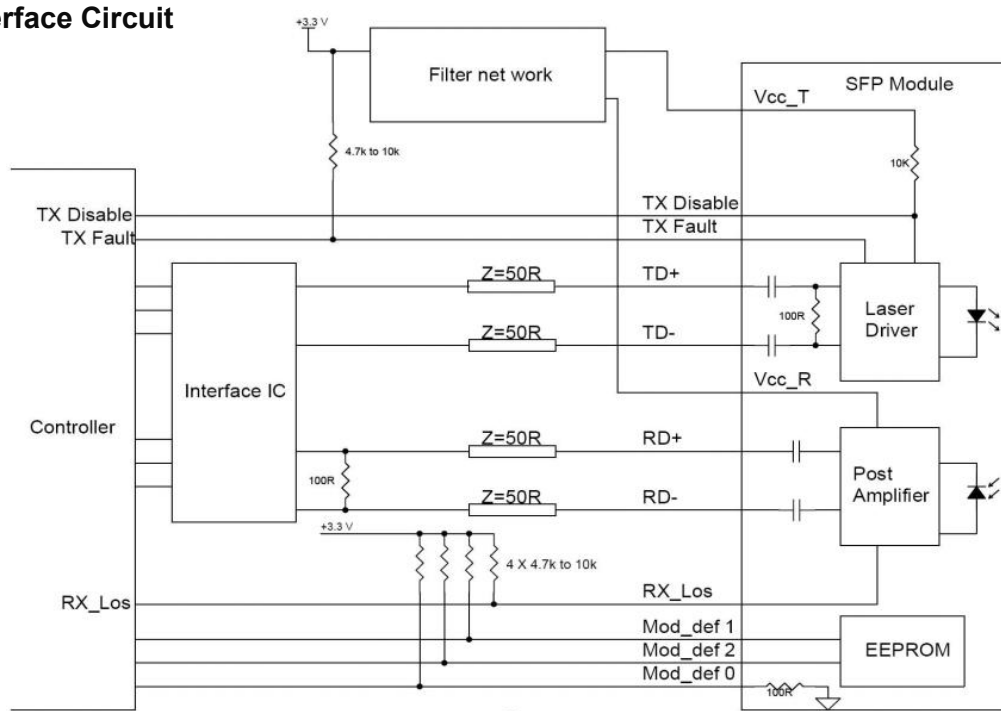 erface Circuit
+3.3 V
Filter net work
SFP Module
Vcc_T
4.7k to 10k
10K
TX Disable
TX Disable
TX Fault
TX Fault
Z=50R
TD+
100R
Laser
Driver
Z=50R
TD-
Interface IC
Vcc_R
Controller
Z=50R
RD+
100R
Post
Amplifier
Z=50R
RD-
+3.3 V
4 X 4.7k to 10k
RX_Los
RX_Los
Mod_def 1
Mod_def 2
Mod_def 0
EEPROM
100R